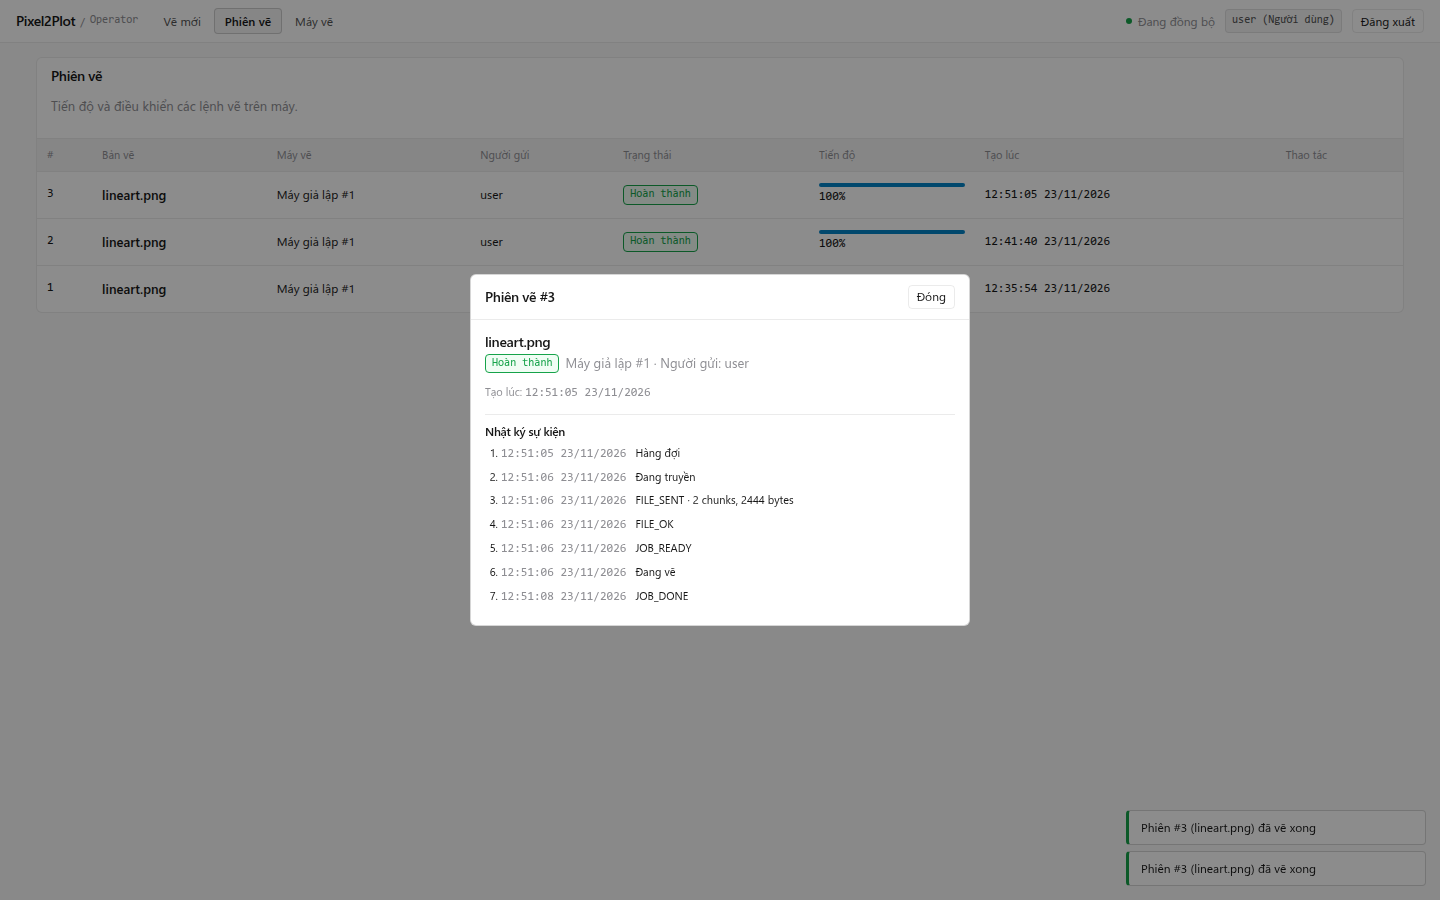 Pixel2Plot / Operator Vẽ mới Phiên vẽ Máy vẽ Đang đồng bộ user (Người dùng) Đăng xuất
Phiên vẽ
Tiến độ và điều khiển các lệnh vẽ trên máy.
# Bản vẽ Máy vẽ Người gửi Trạng thái Tiến độ Tạo lúc Thao tác
3 lineart.png Máy giả lập #1 user Hoàn thành 100% 12:51:05 23/11/2026
2 lineart.png Máy giả lập #1 user Hoàn thành 100% 12:41:40 23/11/2026
1 lineart.png Máy giả lập #1 12:35:54 23/11/2026
Phiên vẽ #3 Đóng
lineart.png
Hoàn thành Máy giả lập #1 · Người gửi: user
Tạo lúc: 12:51:05 23/11/2026
Nhật ký sự kiện
1. 12:51:05 23/11/2026 Hàng đợi
2. 12:51:06 23/11/2026 Đang truyền
3. 12:51:06 23/11/2026 FILE_SENT · 2 chunks, 2444 bytes
4. 12:51:06 23/11/2026 FILE_OK
5. 12:51:06 23/11/2026 JOB_READY
6. 12:51:06 23/11/2026 Đang vẽ
7. 12:51:08 23/11/2026 JOB_DONE
Phiên #3 (lineart.png) đã vẽ xong
Phiên #3 (lineart.png) đã vẽ xong